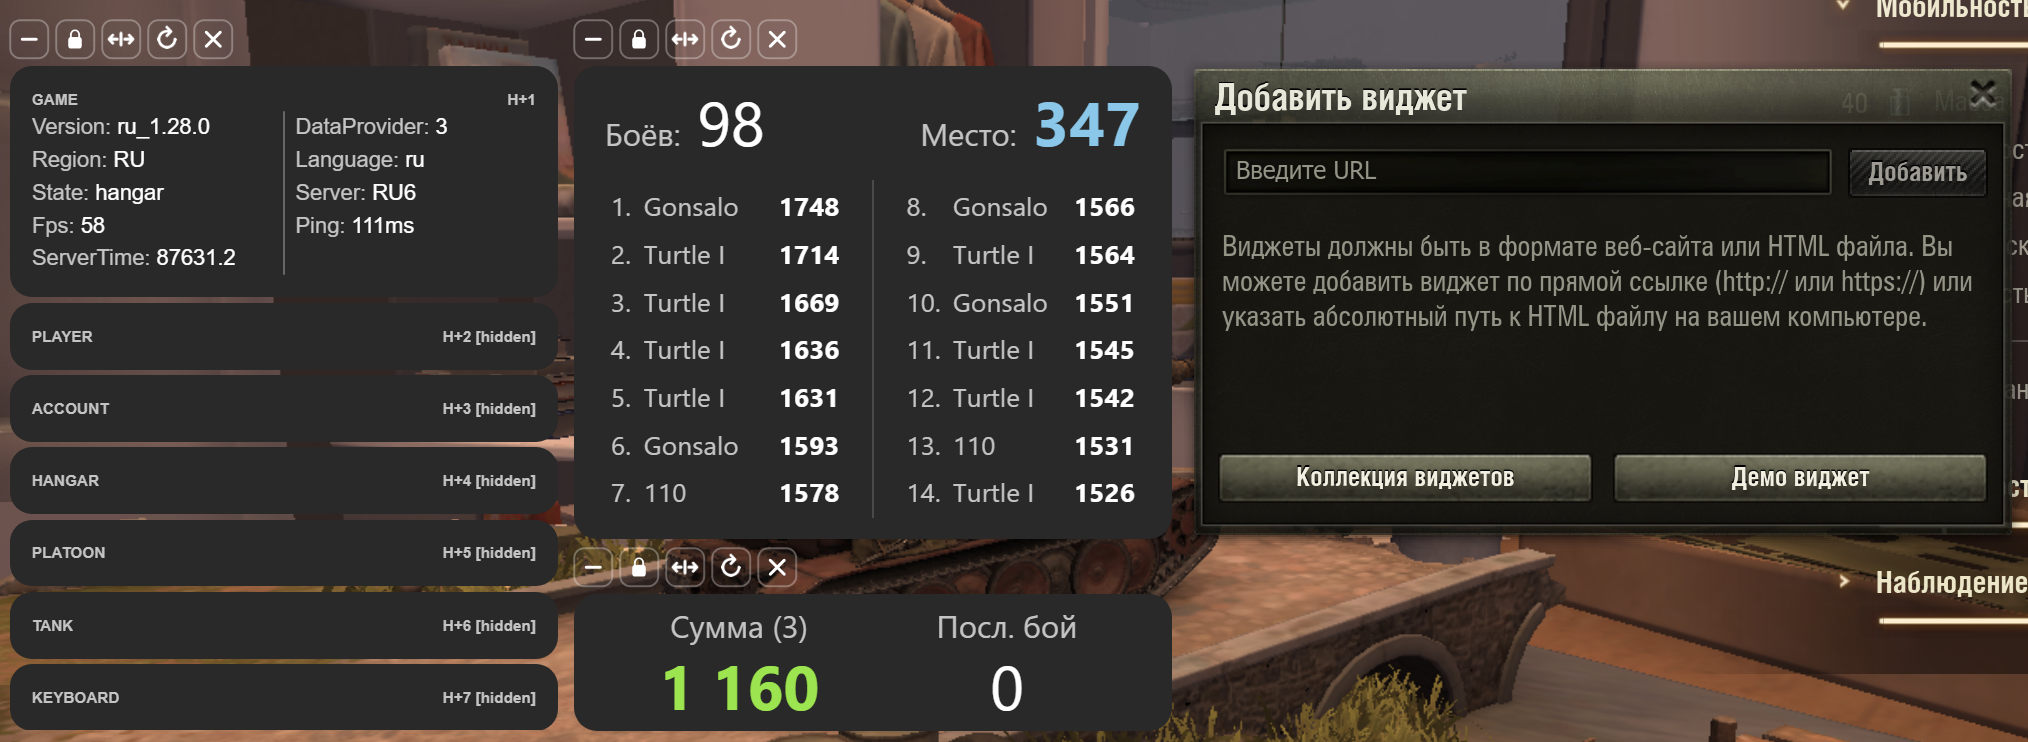 GAME H+1
Version: ru_1.28.0
Region: RU
State: hangar
Fps: 58
ServerTime: 87631.2
DataProvider: 3
Language: ru
Server: RU6
Ping: 111ms
PLAYER H+2 [hidden]
ACCOUNT H+3 [hidden]
HANGAR H+4 [hidden]
PLATOON H+5 [hidden]
TANK H+6 [hidden]
KEYBOARD H+7 [hidden]
Боёв: 98 Место: 347
1. Gonsalo 1748
2. Turtle I 1714
3. Turtle I 1669
4. Turtle I 1636
5. Turtle I 1631
6. Gonsalo 1593
7. 110 1578
8. Gonsalo 1566
9. Turtle I 1564
10. Gonsalo 1551
11. Turtle I 1545
12. Turtle I 1542
13. 110 1531
14. Turtle I 1526
Сумма (3) Посл. бой
1 160 0
Мобильность
Добавить виджет
40
Введите URL Добавить
Виджеты должны быть в формате веб-сайта или HTML файла. Вы
можете добавить виджет по прямой ссылке (http:// или https://) или
указать абсолютный путь к HTML файлу на вашем компьютере.
Коллекция виджетов Демо виджет
Наблюдение